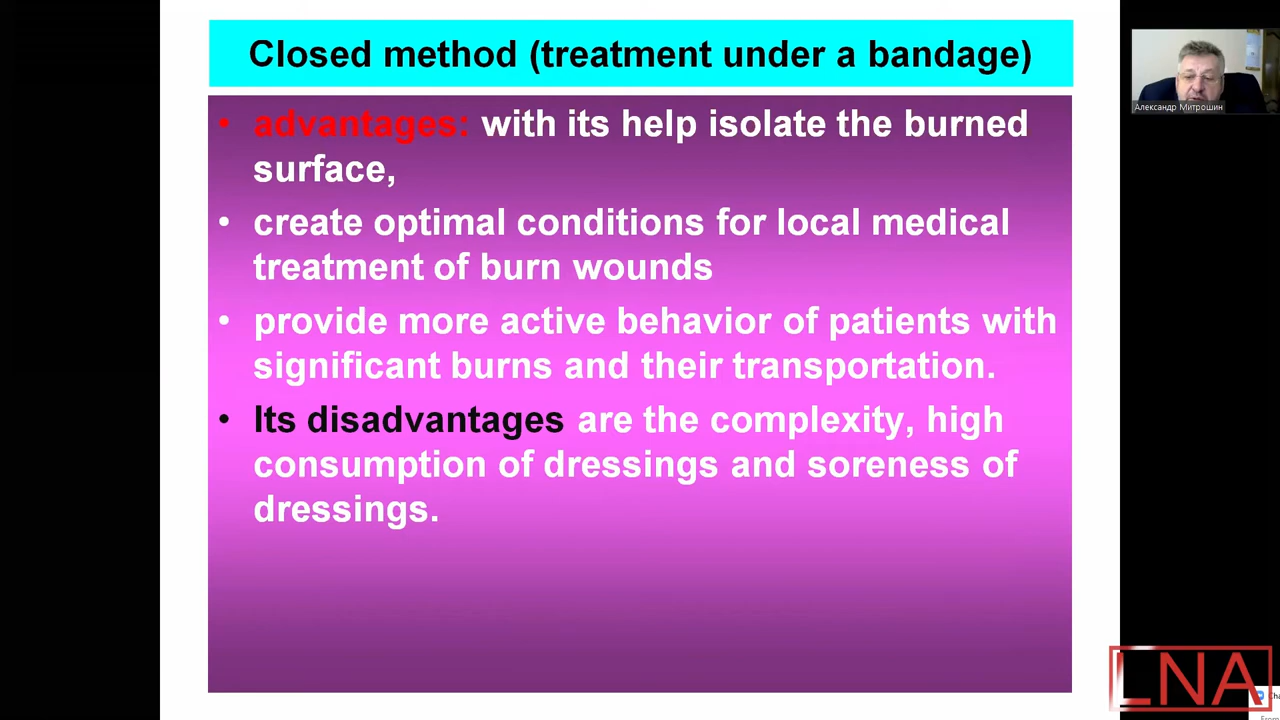 Closed method (treatment under a bandage)
• advantages: with its help isolate the burned
surface,
• create optimal conditions for local medical
treatment of burn wounds
• provide more active behavior of patients with
significant burns and their transportation.
• Its disadvantages are the complexity, high
consumption of dressings and soreness of
dressings.
Александр Митрошин
LNA